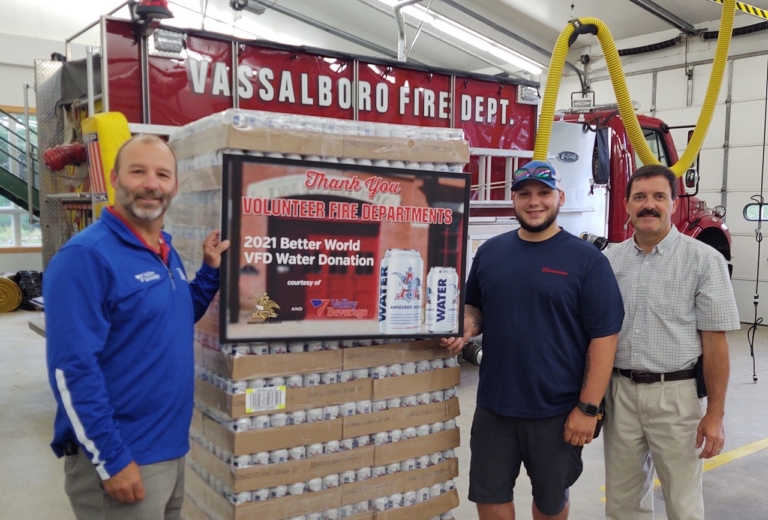 VASSALBORO FIRE DEPT.
Thank You
VOLUNTEER FIRE DEPARTMENTS
2021 Better World
VFD Water Donation
courtesy of
AND
Valley
Beverage
WATER
WATER